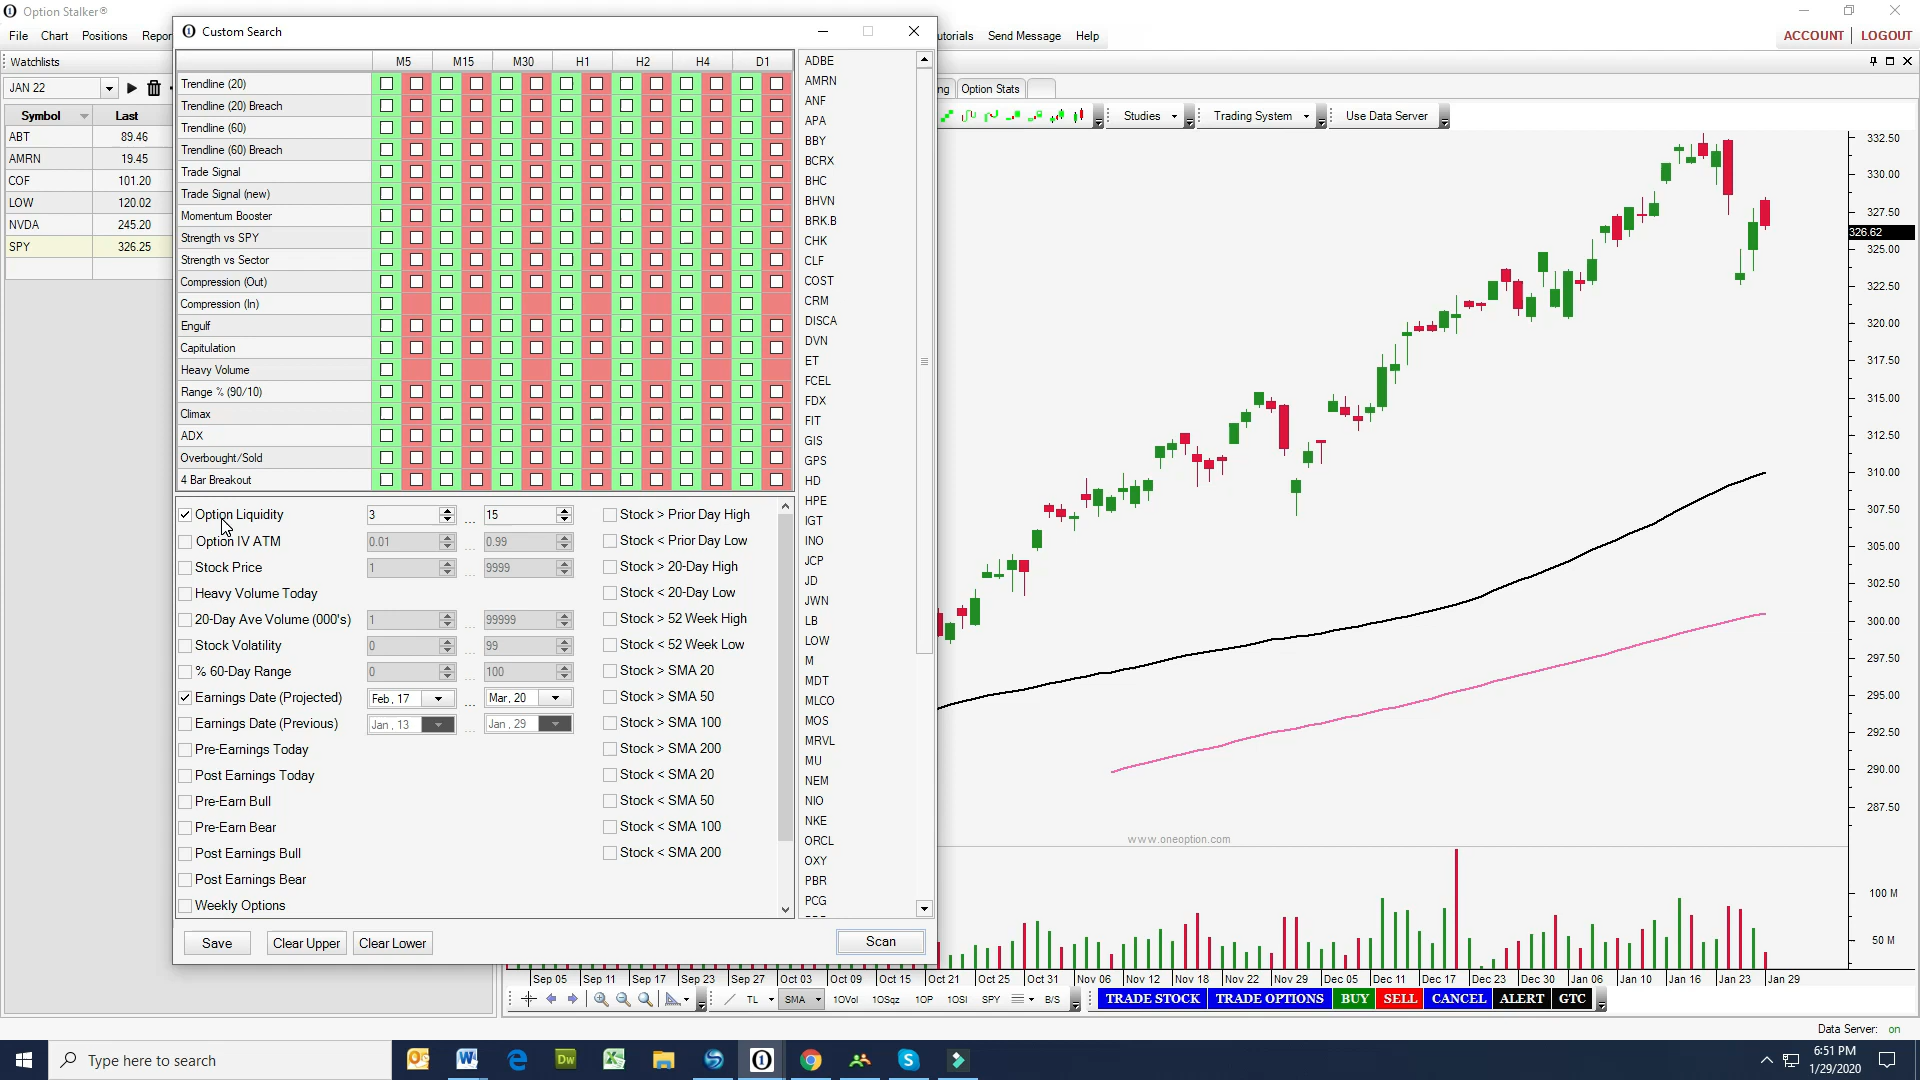 Option Stalker®
File Chart Positions Repor
Custom Search
utorials Send Message Help
ACCOUNT LOGOUT
Watchlists
JAN 22
Symbol Last
ABT 89.46
AMRN 19.45
COF 101.20
LOW 120.02
NVDA 245.20
SPY 326.25
M5 M15 M30 H1 H2 H4 D1
Trendline (20)
Trendline (20) Breach
Trendline (60)
Trendline (60) Breach
Trade Signal
Trade Signal (new)
Momentum Booster
Strength vs SPY
Strength vs Sector
Compression (Out)
Compression (In)
Engulf
Capitulation
Heavy Volume
Range % (90/10)
Climax
ADX
Overbought/Sold
4 Bar Breakout
Option Liquidity 3 ... 15
Option IV ATM 0.01 ... 0.99
Stock Price 1 ... 9999
Heavy Volume Today
20-Day Ave Volume (000's) 1 ... 99999
Stock Volatility 0 ... 99
% 60-Day Range 0 ... 100
Earnings Date (Projected) Feb, 17 ... Mar, 20
Earnings Date (Previous) Jan, 13 ... Jan, 29
Pre-Earnings Today
Post Earnings Today
Pre-Earn Bull
Pre-Earn Bear
Post Earnings Bull
Post Earnings Bear
Weekly Options
Stock > Prior Day High
Stock < Prior Day Low
Stock > 20-Day High
Stock < 20-Day Low
Stock > 52 Week High
Stock < 52 Week Low
Stock > SMA 20
Stock > SMA 50
Stock > SMA 100
Stock > SMA 200
Stock < SMA 20
Stock < SMA 50
Stock < SMA 100
Stock < SMA 200
Save Clear Upper Clear Lower Scan
ADBE
AMRN
ANF
APA
BBY
BCRX
BHC
BHVN
BRK.B
CHK
CLF
COST
CRM
DISCA
DVN
ET
FCEL
FDX
FIT
GIS
GPS
HD
HPE
IGT
INO
JCP
JD
JWN
LB
LOW
M
MDT
MLCO
MOS
MRVL
MU
NEM
NIO
NKE
ORCL
OXY
PBR
PCG
ng Option Stats
Studies Trading System Use Data Server
332.50
330.00
327.50
326.62
325.00
322.50
320.00
317.50
315.00
312.50
310.00
307.50
305.00
302.50
300.00
297.50
295.00
292.50
290.00
287.50
www.oneoption.com
100 M
50 M
Sep 05 Sep 11 Sep 17 Sep 23 Sep 27 Oct 03 Oct 09 Oct 15 Oct 21 Oct 25 Oct 31 Nov 06 Nov 12 Nov 18 Nov 22 Nov 29 Dec 05 Dec 11 Dec 17 Dec 23 Dec 30 Jan 06 Jan 10 Jan 16 Jan 23 Jan 29
TL SMA 1OVol 1OSqz 1OP 1OSI SPY B/S TRADE STOCK TRADE OPTIONS BUY SELL CANCEL ALERT GTC
Data Server: on
Type here to search
6:51 PM
1/29/2020